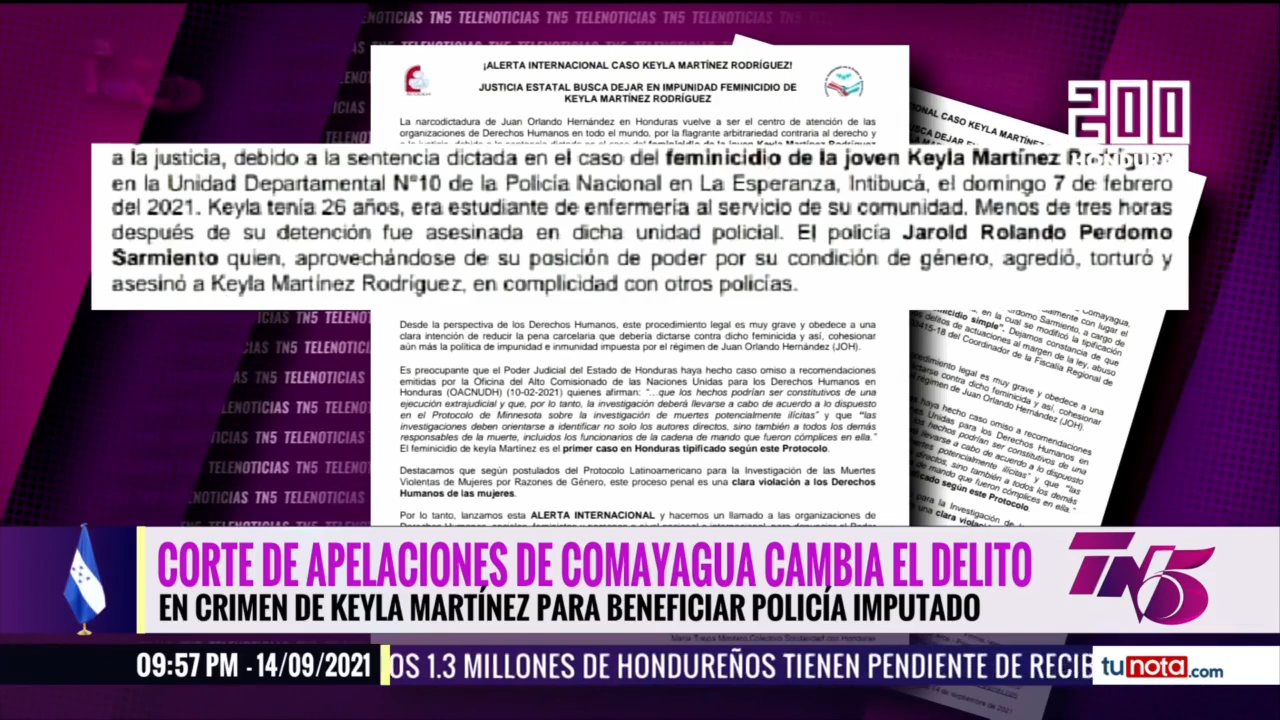 TELENOTICIAS TN5 TELENOTICIAS TN5
¡ALERTA INTERNACIONAL CASO KEYLA MARTÍNEZ RODRÍGUEZ!
JUSTICIA ESTATAL BUSCA DEJAR EN IMPUNIDAD FEMINICIDIO DE
KEYLA MARTÍNEZ RODRÍGUEZ
200
HONDURAS
La narcodictadura de Juan Orlando Hernández en Honduras vuelve a ser el centro de atención de las
organizaciones de Derechos Humanos en todo el mundo, por la flagrante arbitrariedad contraria al derecho y
a la justicia, debido a la sentencia dictada en el caso del feminicidio de la joven Keyla Martínez Rodríguez
en la Unidad Departamental N°10 de la Policía Nacional en La Esperanza, Intibucá, el domingo 7 de febrero
del 2021. Keyla tenía 26 años, era estudiante de enfermería al servicio de su comunidad. Menos de tres horas
después de su detención fue asesinada en dicha unidad policial. El policía Jarold Rolando Perdomo
Sarmiento quien, aprovechándose de su posición de poder por su condición de género, agredió, torturó y
asesinó a Keyla Martínez Rodríguez, en complicidad con otros policías.
Desde la perspectiva de los Derechos Humanos, este procedimiento legal es muy grave y obedece a una
clara intención de reducir la pena carcelaria que debería dictarse contra dicho feminicida y así, cohesionar
aún más la política de impunidad e inmunidad impuesta por el régimen de Juan Orlando Hernández (JOH).
Es preocupante que el Poder Judicial del Estado de Honduras haya hecho caso omiso a recomendaciones
emitidas por la Oficina del Alto Comisionado de las Naciones Unidas para los Derechos Humanos en
Honduras (OACNUDH) (10-02-2021) quienes afirman: "...que los hechos podrían ser constitutivos de una
ejecución extrajudicial y que, por lo tanto, la investigación deberá llevarse a cabo de acuerdo a lo dispuesto
en el Protocolo de Minnesota sobre la investigación de muertes potencialmente ilícitas" y que "las
investigaciones deben orientarse a identificar no solo los autores directos, sino también a todos los demás
responsables de la muerte, incluidos los funcionarios de la cadena de mando que fueron cómplices en ella."
El feminicidio de keyla Martínez es el primer caso en Honduras tipificado según este Protocolo.
Destacamos que según postulados del Protocolo Latinoamericano para la Investigación de las Muertes
Violentas de Mujeres por Razones de Género, este proceso penal es una clara violación a los Derechos
Humanos de las mujeres.
Por lo tanto, lanzamos esta ALERTA INTERNACIONAL y hacemos un llamado a las organizaciones de
CORTE DE APELACIONES DE COMAYAGUA CAMBIA EL DELITO
EN CRIMEN DE KEYLA MARTÍNEZ PARA BENEFICIAR POLICÍA IMPUTADO
TN5
09:57 PM - 14/09/2021
OS 1.3 MILLONES DE HONDUREÑOS TIENEN PENDIENTE DE RECIB
tunota.com